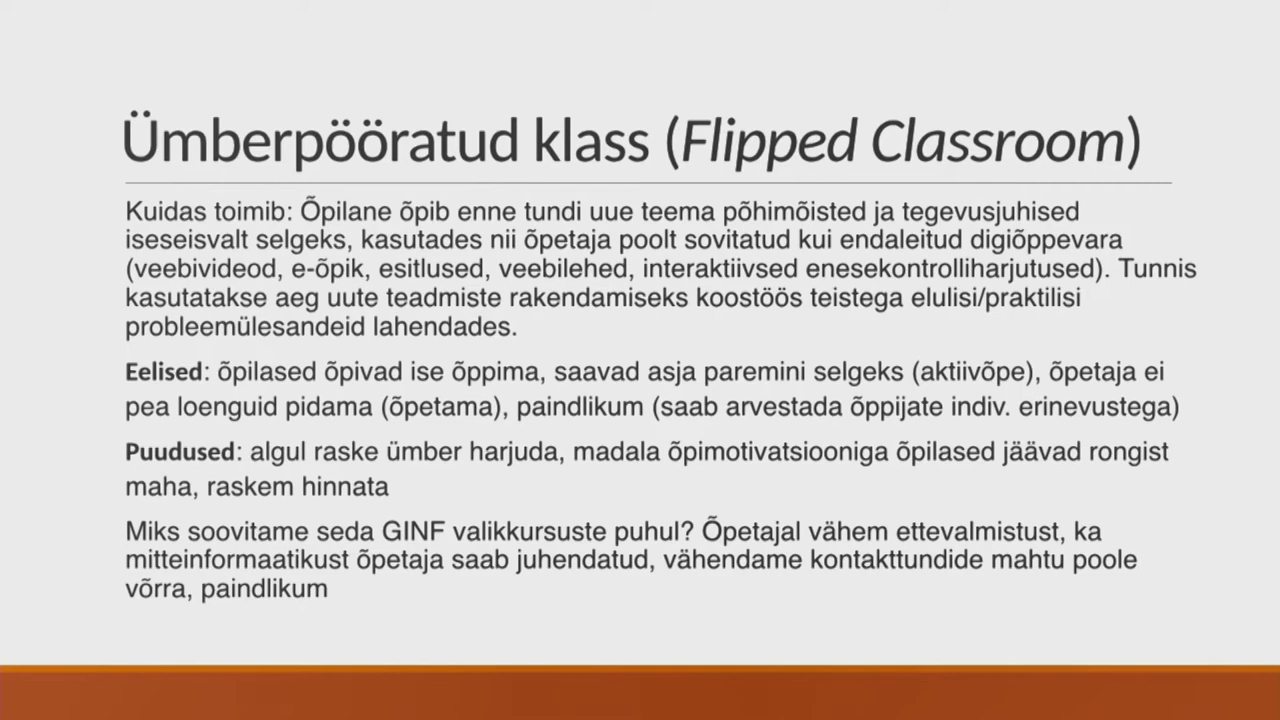 Ümberpööratud klass (Flipped Classroom)
Kuidas toimib: Õpilane õpib enne tundi uue teema põhimõisted ja tegevusjuhised
iseseisvalt selgeks, kasutades nii õpetaja poolt sovitatud kui endaleitud digiõppevara
(veebivideod, e-õpik, esitlused, veebilehed, interaktiivsed enesekontrolliharjutused). Tunnis
kasutatakse aeg uute teadmiste rakendamiseks koostöös teistega elulisi/praktilisi
probleemülesandeid lahendades.
Eelised: õpilased õpivad ise õppima, saavad asja paremini selgeks (aktiivõpe), õpetaja ei
pea loenguid pidama (õpetama), paindlikum (saab arvestada õppijate indiv. erinevustega)
Puudused: algul raske ümber harjuda, madala õpimotivatsiooniga õpilased jäävad rongist
maha, raskem hinnata
Miks soovitame seda GINF valikkursuste puhul? Õpetajal vähem ettevalmistust, ka
mitteinformaatikust õpetaja saab juhendatud, vähendame kontakttundide mahtu poole
võrra, paindlikum